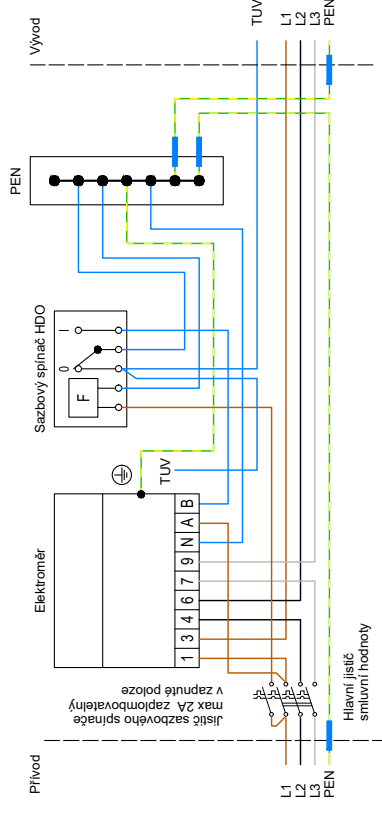 Přívod
Elektroměr
Sazbový spínač HDO
PEN
Vývod
F
0
I
TUV
1
3
4
6
7
9
N
A
B
Jistič sazbového spínače
max 2A zaplombovatelný
v zapnuté poloze
Hlavní jistič
smluvní hodnoty
L1
L2
L3
PEN
TUV
L1
L2
L3
PEN